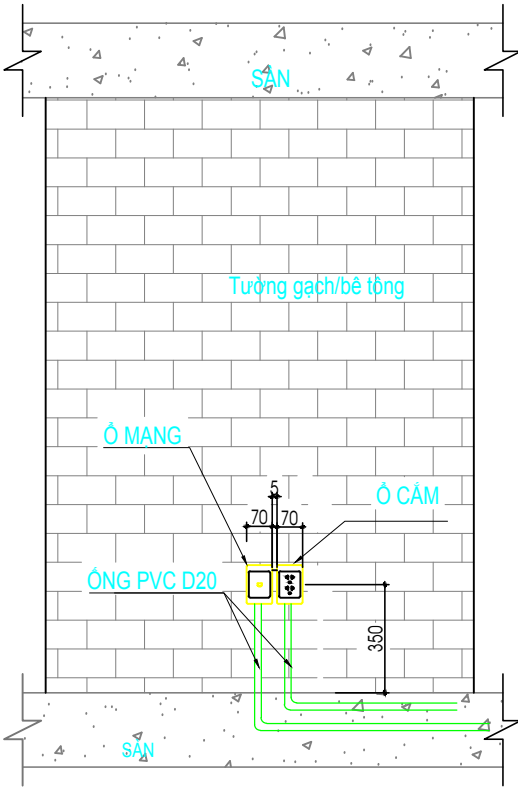 SÀN
Tường gạch/bê tông
Ổ MẠNG
5
70 70
Ổ CẮM
ỐNG PVC D20
350
SÀN